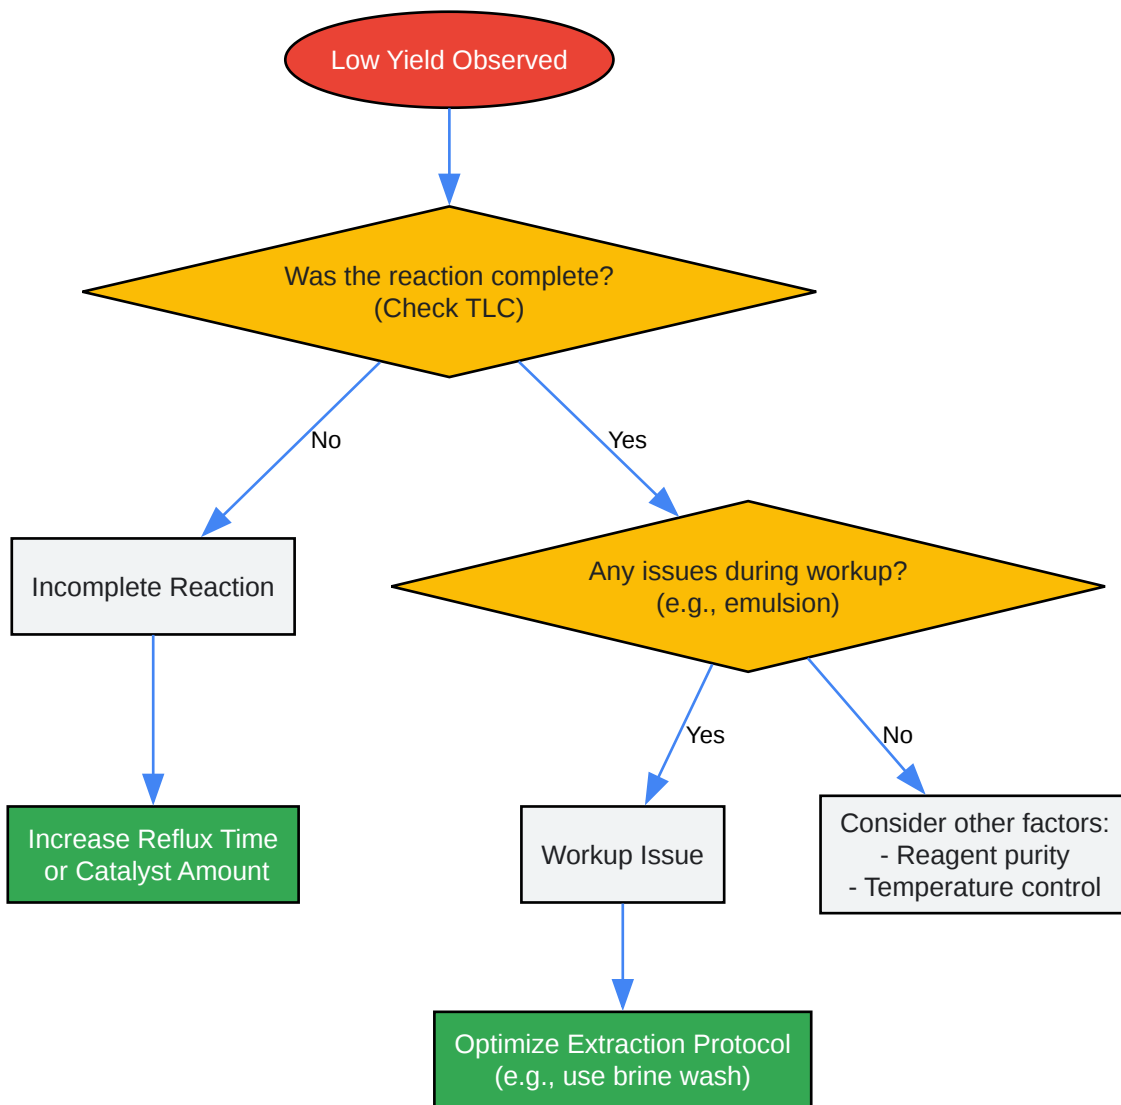 Low Yield Observed
Was the reaction complete?
(Check TLC)
No
Yes
Incomplete Reaction
Any issues during workup?
(e.g., emulsion)
Yes
No
Increase Reflux Time
or Catalyst Amount
Workup Issue
Consider other factors:
- Reagent purity
- Temperature control
Optimize Extraction Protocol
(e.g., use brine wash)